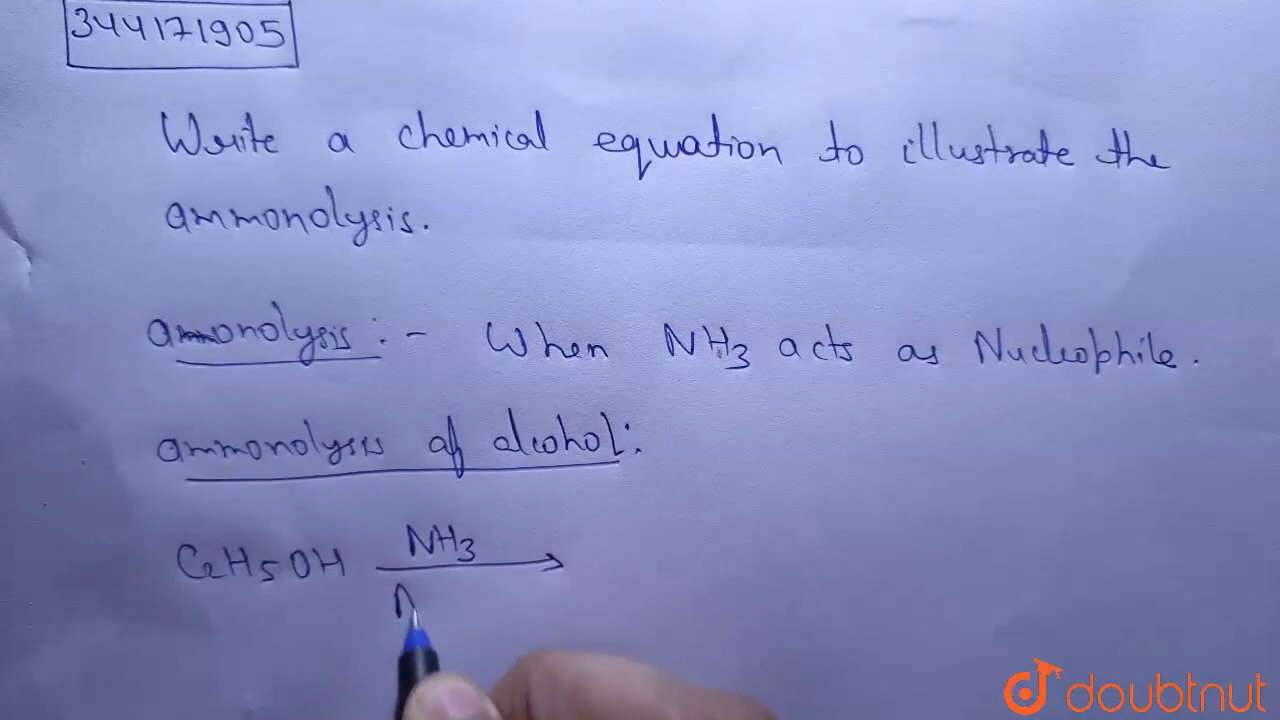 344171905
Write a chemical equation to illustrate the
ammonolysis.
ammonolysis :- When NH3 acts as Nucleophile.
ammonolysis of alcohol:
C2H5OH NH3
doubtnut